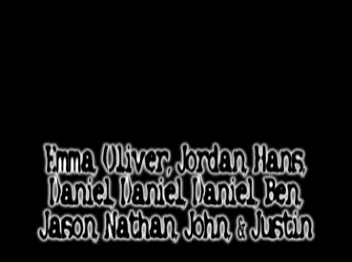 Emma, Oliver, Jordan, Hans,
Daniel, Daniel, Daniel, Ben,
Jason, Nathan, John, & Justin